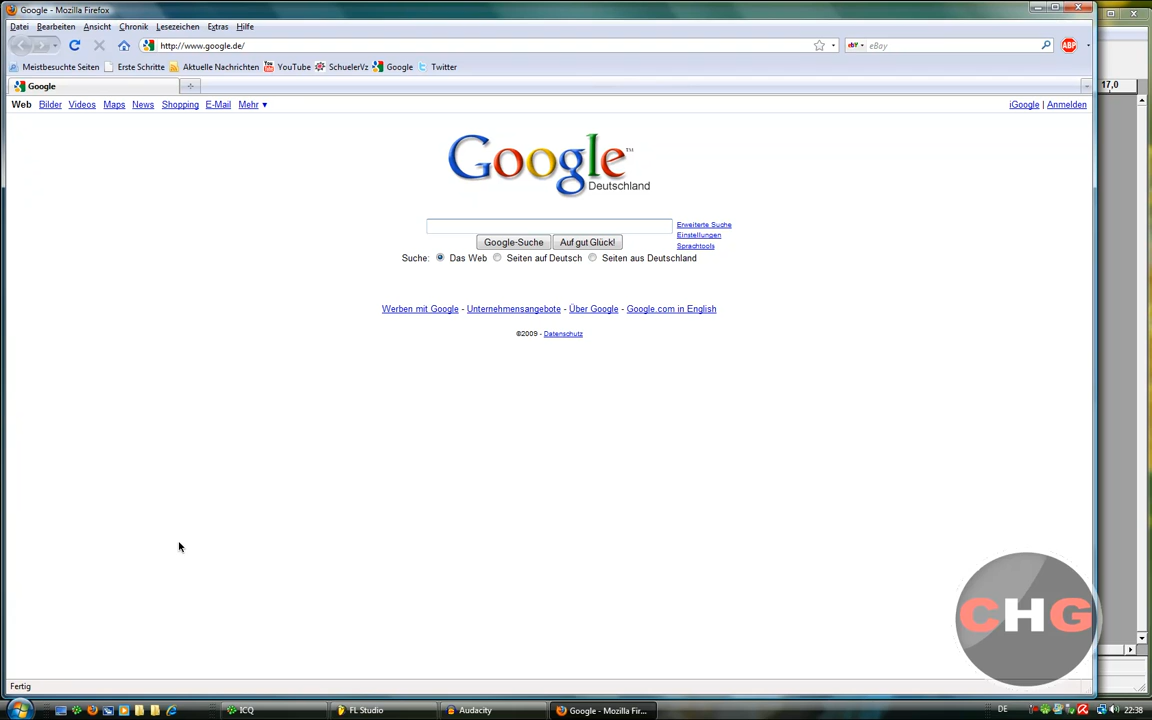 Google - Mozilla Firefox
Datei Bearbeiten Ansicht Chronik Lesezeichen Extras Hilfe
http://www.google.de/ eBay ABP
Meistbesuchte Seiten Erste Schritte Aktuelle Nachrichten YouTube SchuelerVz Google Twitter
Google
17,0
Web Bilder Videos Maps News Shopping E-Mail Mehr ▼ iGoogle | Anmelden
Google™
Deutschland
Erweiterte Suche
Einstellungen
Sprachtools
Google-Suche Auf gut Glück!
Suche: Das Web Seiten auf Deutsch Seiten aus Deutschland
Werben mit Google - Unternehmensangebote - Über Google - Google.com in English
©2009 - Datenschutz
CHG
Fertig
ICQ FL Studio Audacity Google - Mozilla Fir... DE 22:38